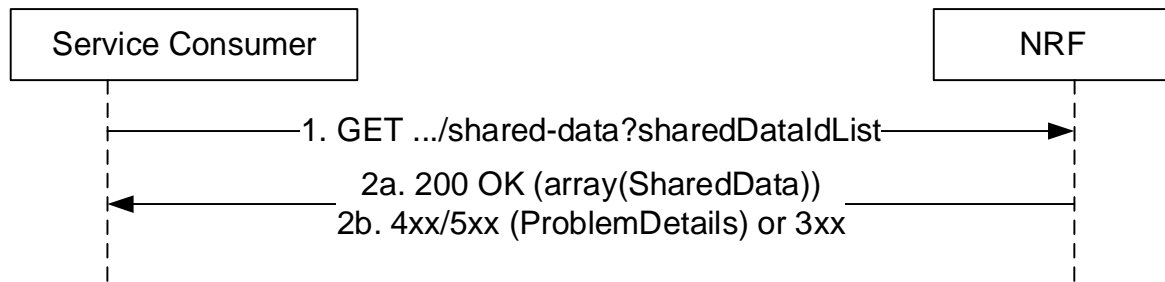 Service Consumer
NRF
1. GET .../shared-data?sharedDataIdList
2a. 200 OK (array(SharedData))
2b. 4xx/5xx (ProblemDetails) or 3xx